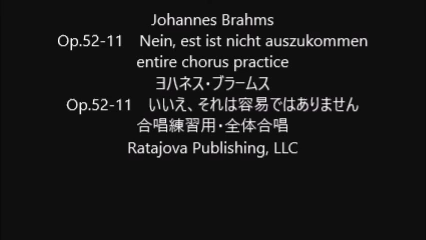 Johannes Brahms
Op.52-11　Nein, est ist nicht auszukommen
entire chorus practice
ヨハネス・ブラームス
Op.52-11　いいえ、それは容易ではありません
合唱練習用・全体合唱
Ratajova Publishing, LLC